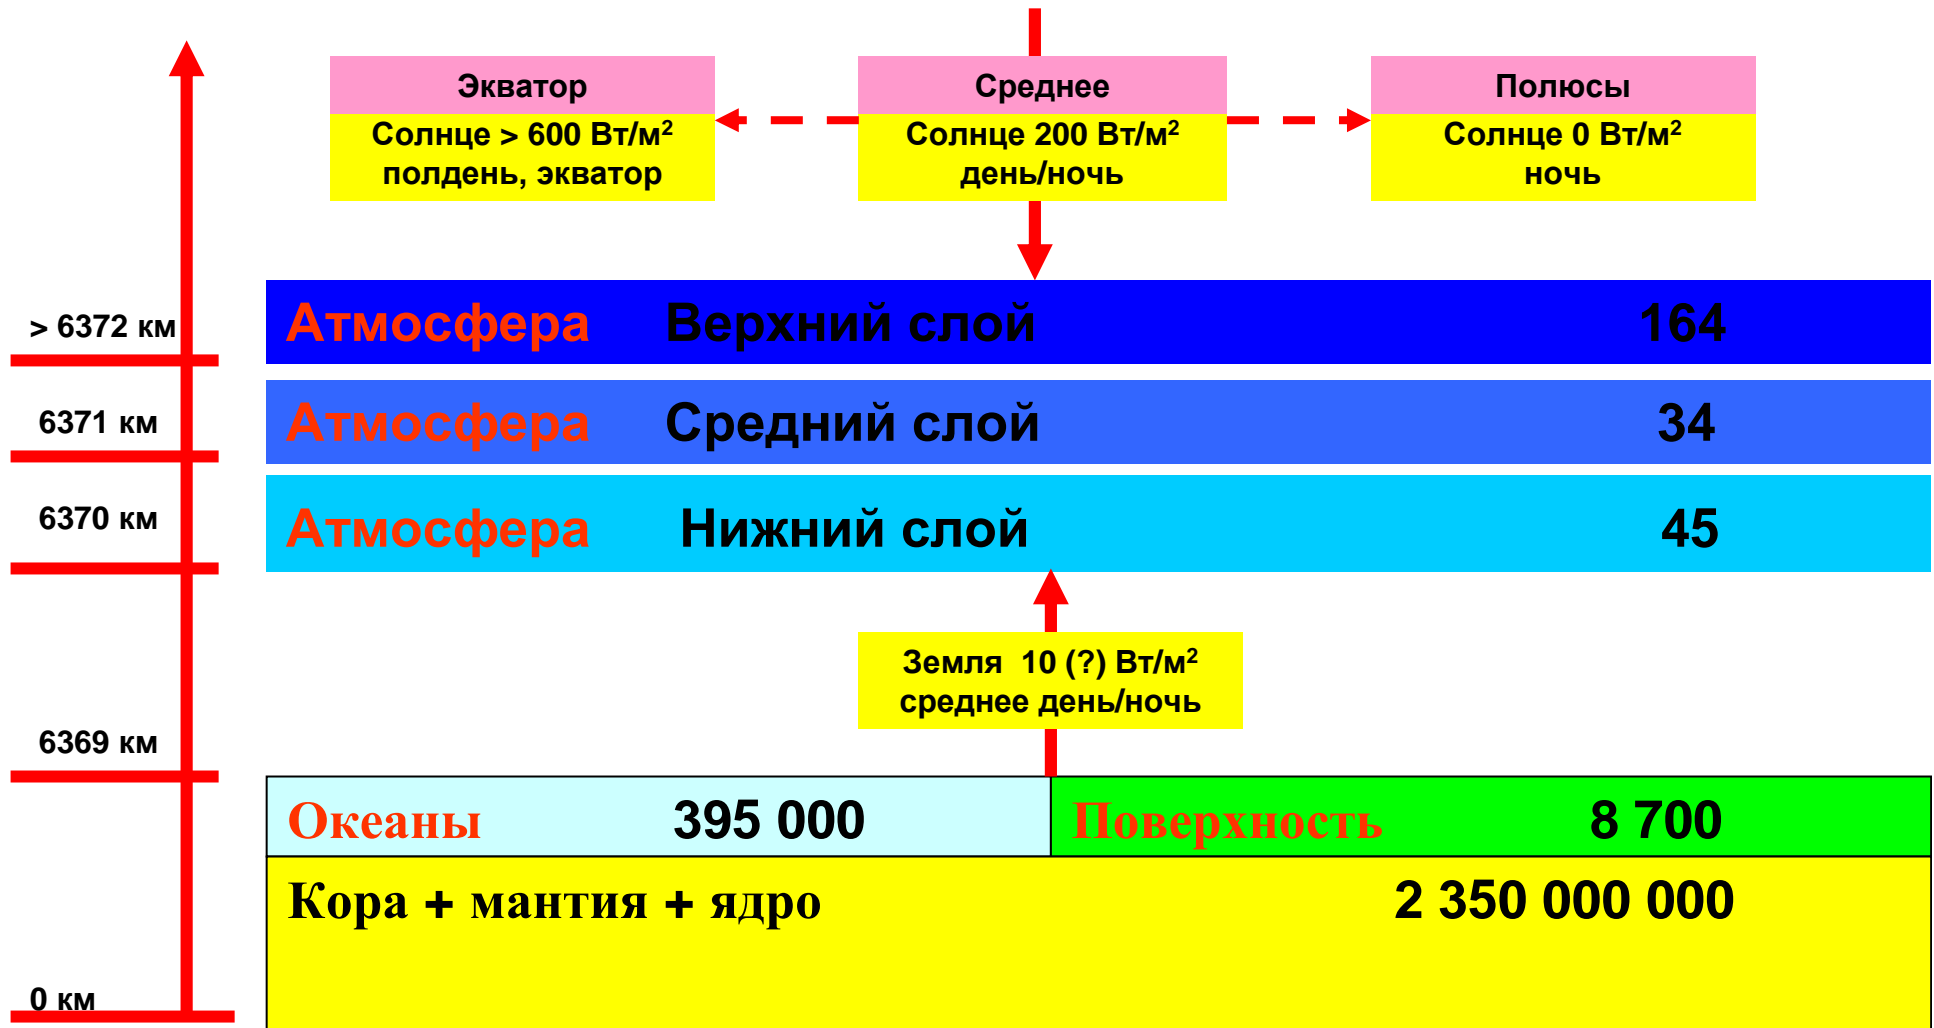 Экватор
Солнце > 600 Вт/м²
полдень, экватор
Среднее
Солнце 200 Вт/м²
день/ночь
Полюсы
Солнце 0 Вт/м²
ночь
> 6372 км
Атмосфера Верхний слой 164
6371 км
Атмосфера Средний слой 34
6370 км
Атмосфера Нижний слой 45
Земля 10 (?) Вт/м²
среднее день/ночь
6369 км
Океаны 395 000
Поверхность 8 700
Кора + мантия + ядро 2 350 000 000
0 км